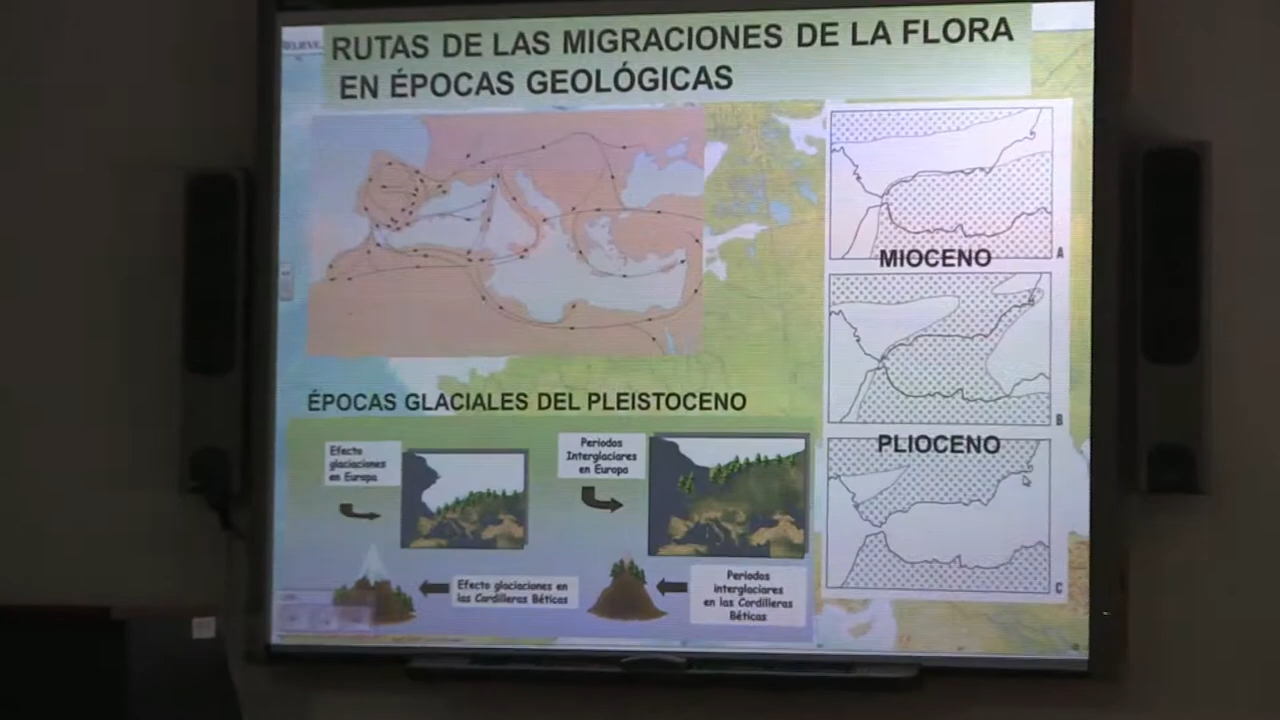 RELIEVE.
RUTAS DE LAS MIGRACIONES DE LA FLORA
EN ÉPOCAS GEOLÓGICAS
A
MIOCENO
B
PLIOCENO
C
ÉPOCAS GLACIALES DEL PLEISTOCENO
Efecto
glaciaciones
en Europa
Periodos
Interglaciares
en Europa
Efecto glaciaciones en
las Cordilleras Béticas
Periodos
interglaciares
en las Cordilleras
Béticas